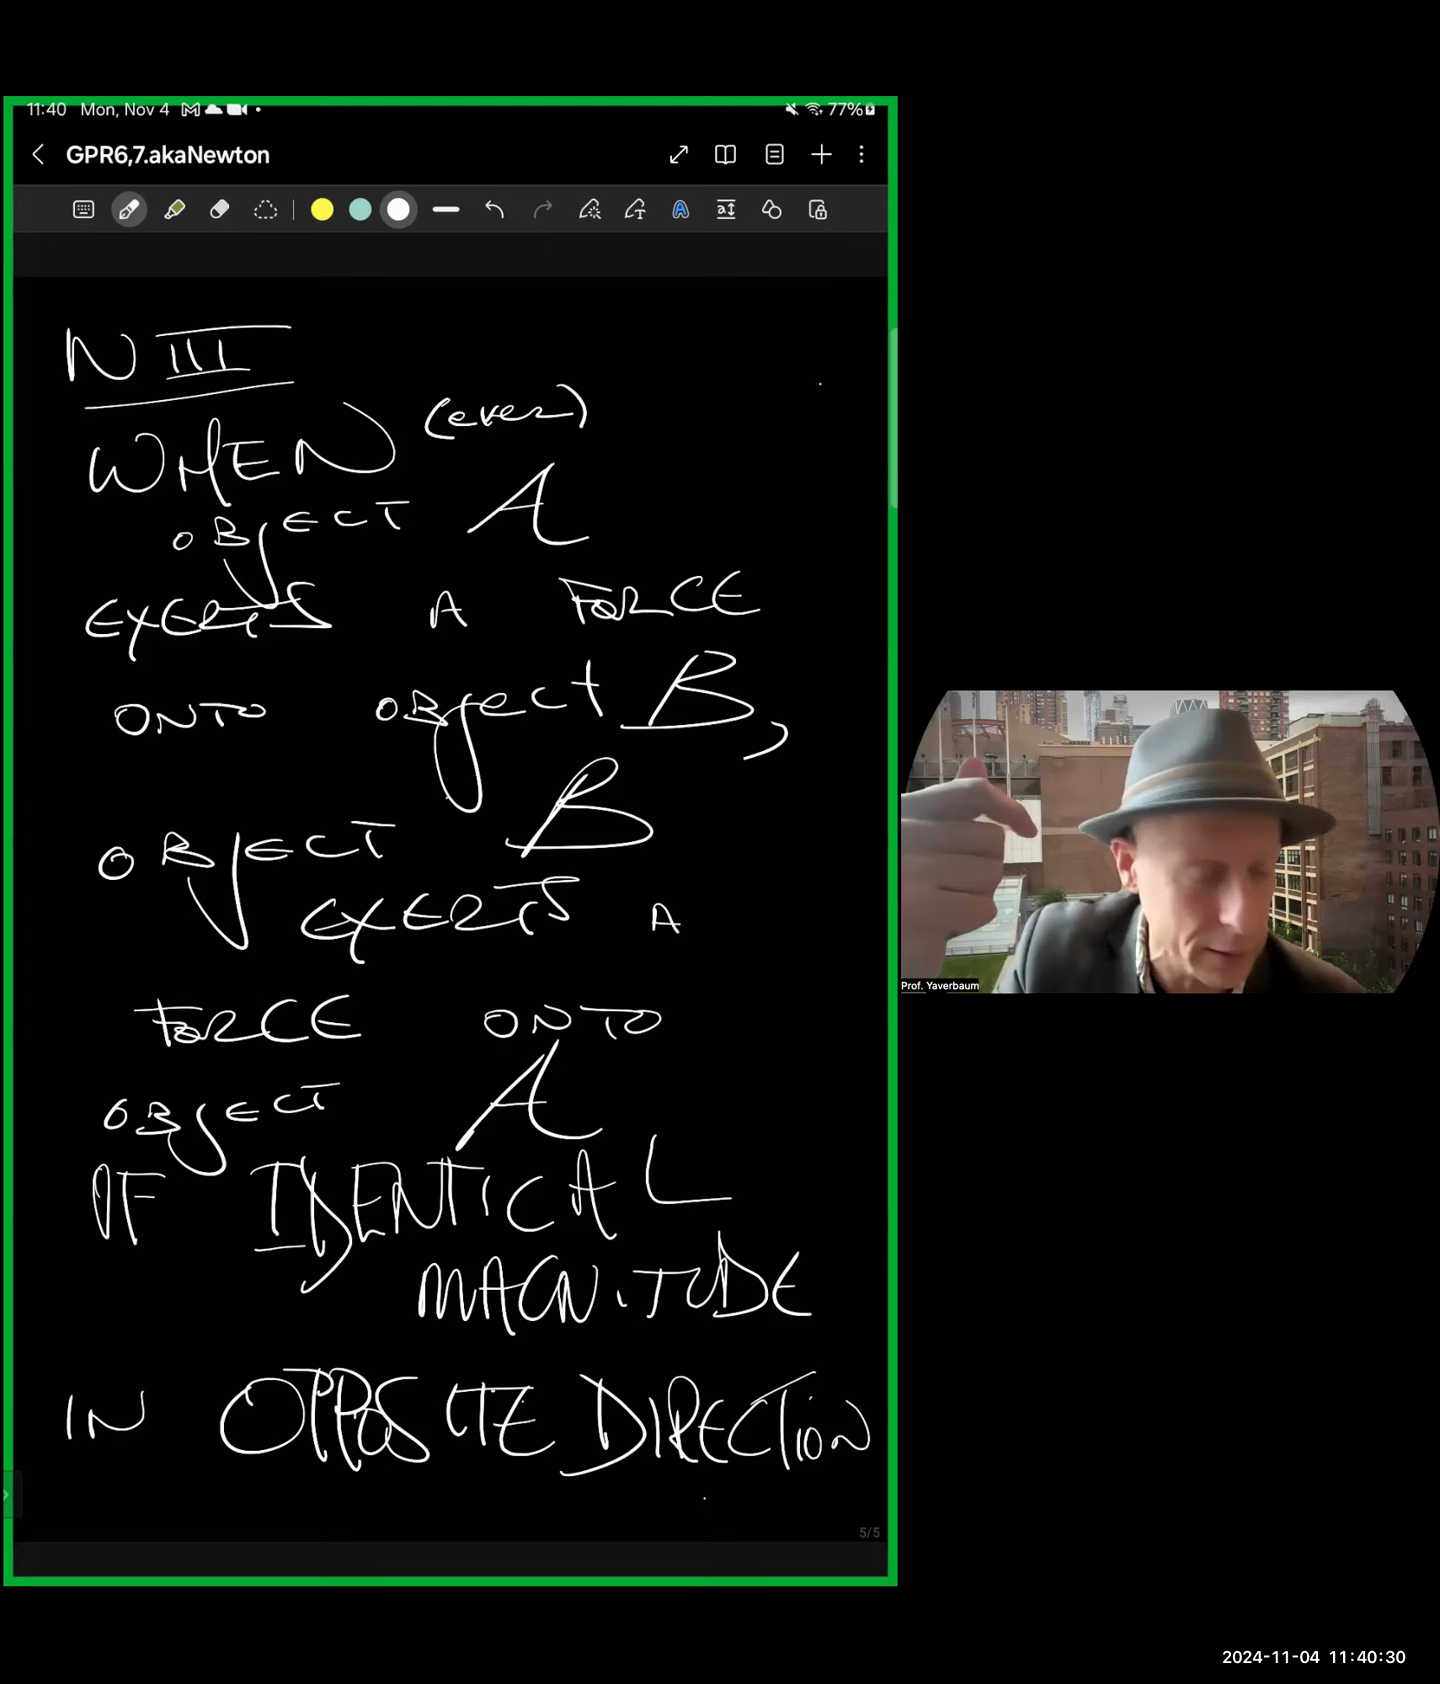 11:40 Mon, Nov 4 77%
GPR6,7.akaNewton
N III
WHEN (ever)
OBJECT A
EXERTS A FORCE
ONTO OBJECT B,
OBJECT B
EXERTS A
FORCE ONTO
OBJECT A
OF IDENTICAL
MAGNITUDE
IN OPPOSITE DIRECTION
5/5
Prof. Yaverbaum
2024-11-04 11:40:30